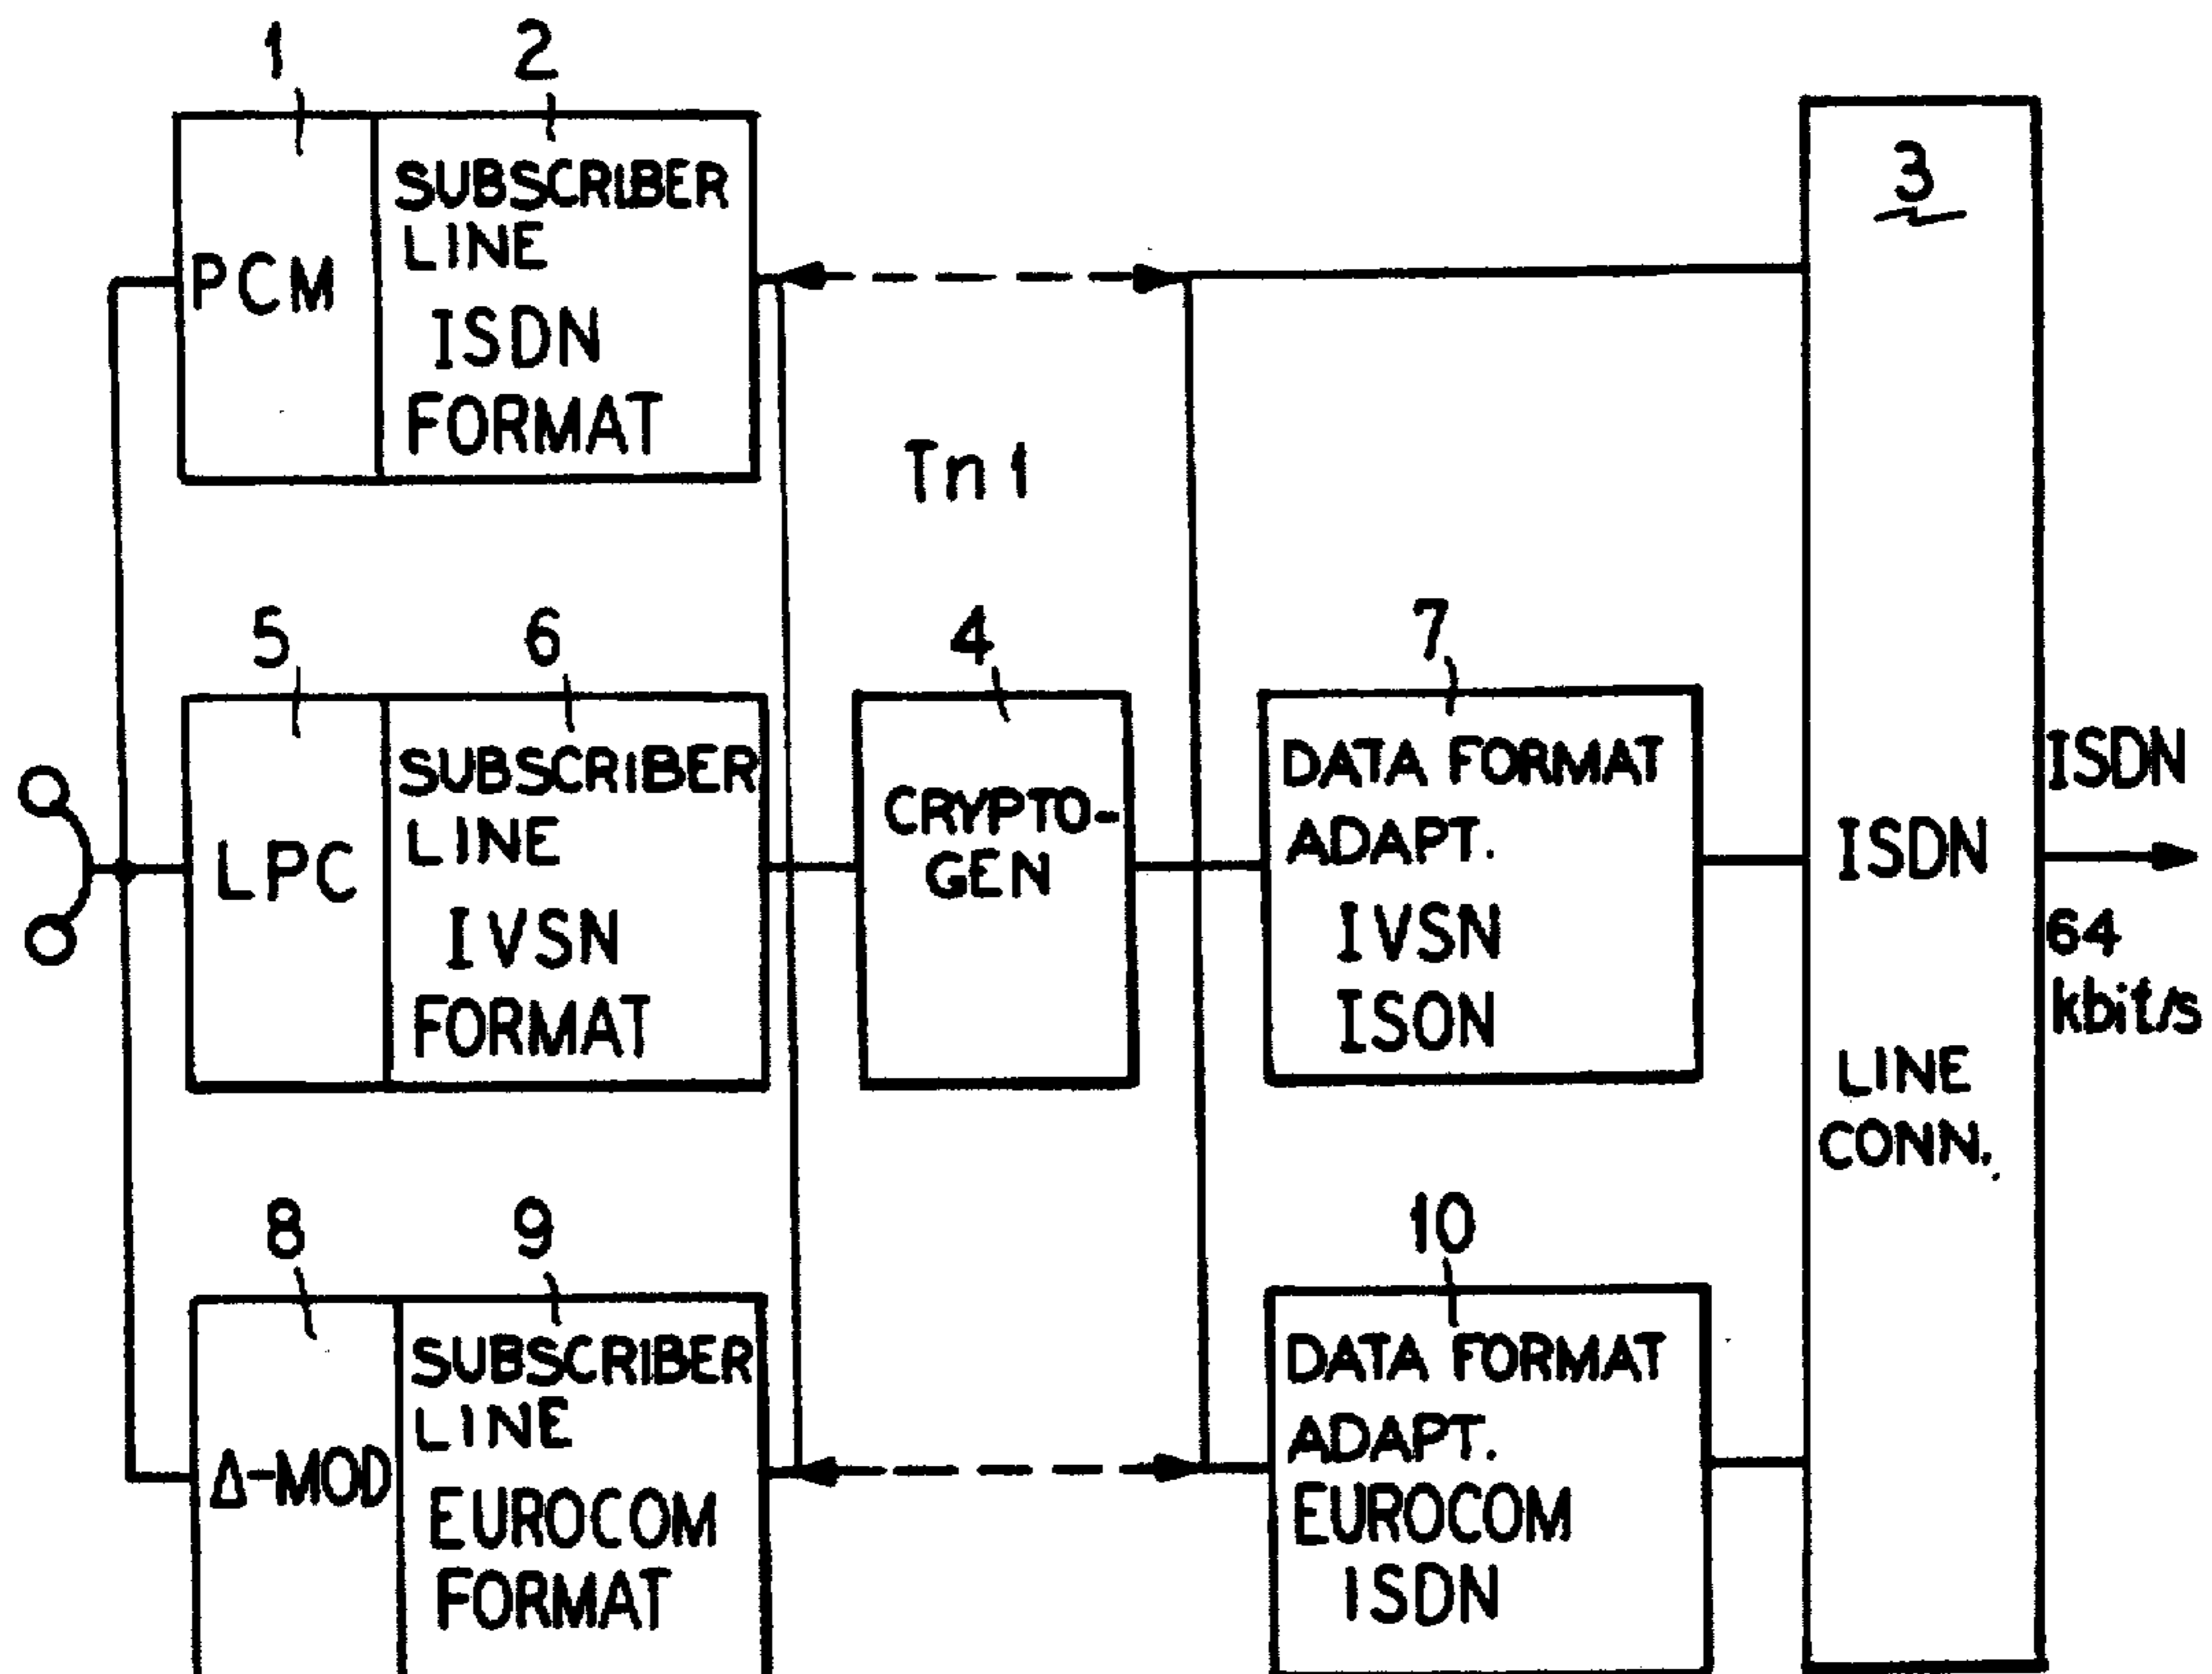 1
2
PCM
SUBSCRIBER
LINE
ISDN
FORMAT
3
Tn1
5
6
LPC
SUBSCRIBER
LINE
IVSN
FORMAT
4
CRYPTO-
GEN
7
DATA FORMAT
ADAPT.
IVSN
ISON
ISDN
LINE
CONN.
ISDN
64
kbit/s
8
9
Δ-MOD
SUBSCRIBER
LINE
EUROCOM
FORMAT
10
DATA FORMAT
ADAPT.
EUROCOM
ISDN